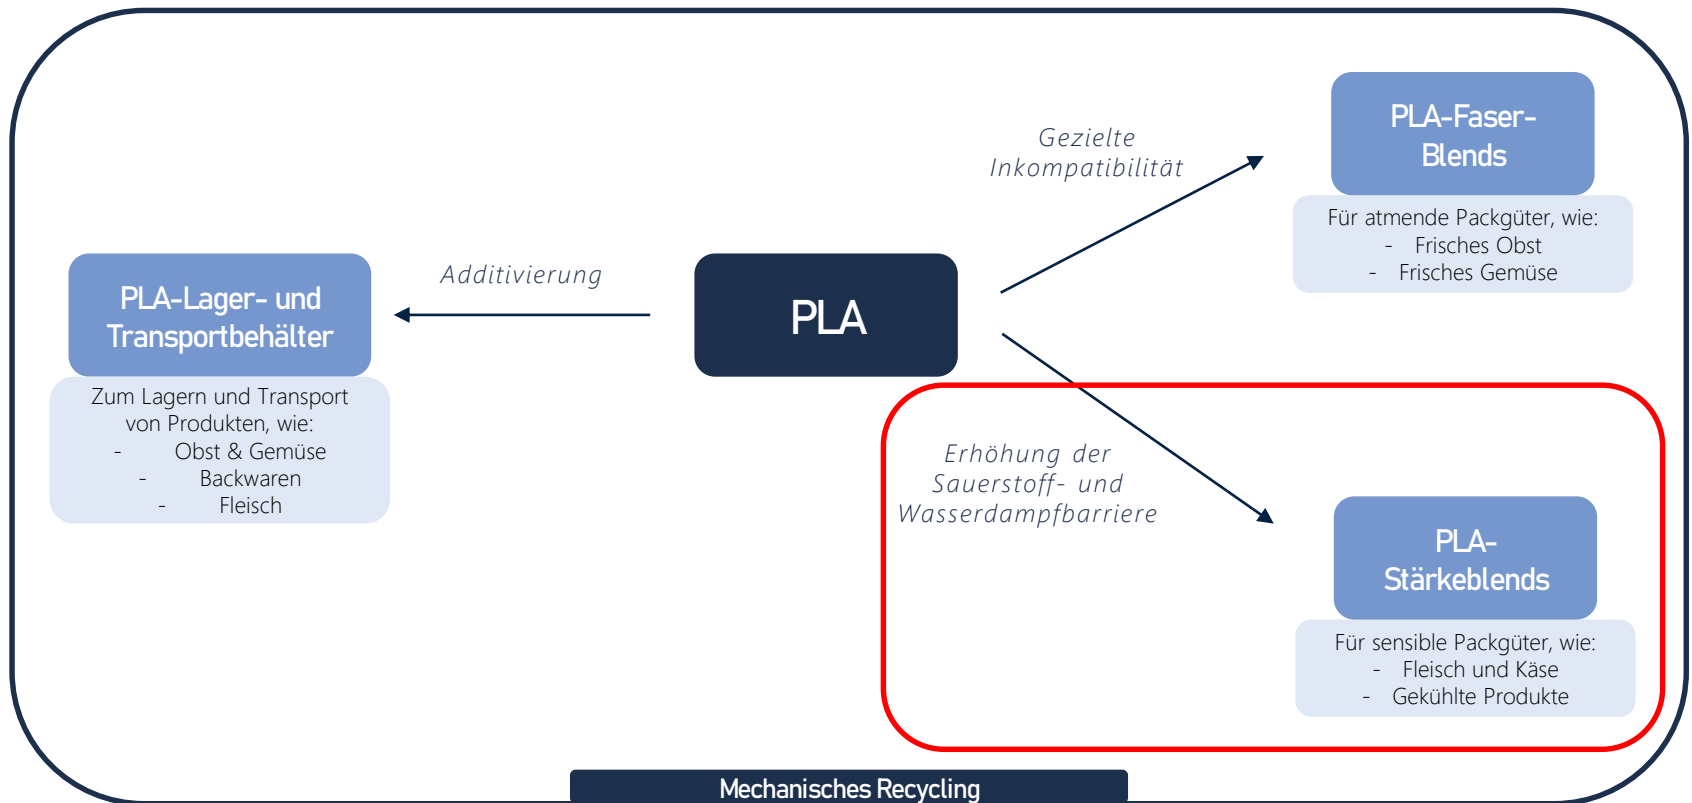 Gezielte
Inkompatibilität
PLA-Faser-
Blends
Für atmende Packgüter, wie:
- Frisches Obst
- Frisches Gemüse
PLA-Lager- und
Transportbehälter
Zum Lagern und Transport
von Produkten, wie:
- Obst & Gemüse
- Backwaren
- Fleisch
Additivierung
PLA
Erhöhung der
Sauerstoff- und
Wasserdampfbarriere
PLA-
Stärkeblends
Für sensible Packgüter, wie:
- Fleisch und Käse
- Gekühlte Produkte
Mechanisches Recycling